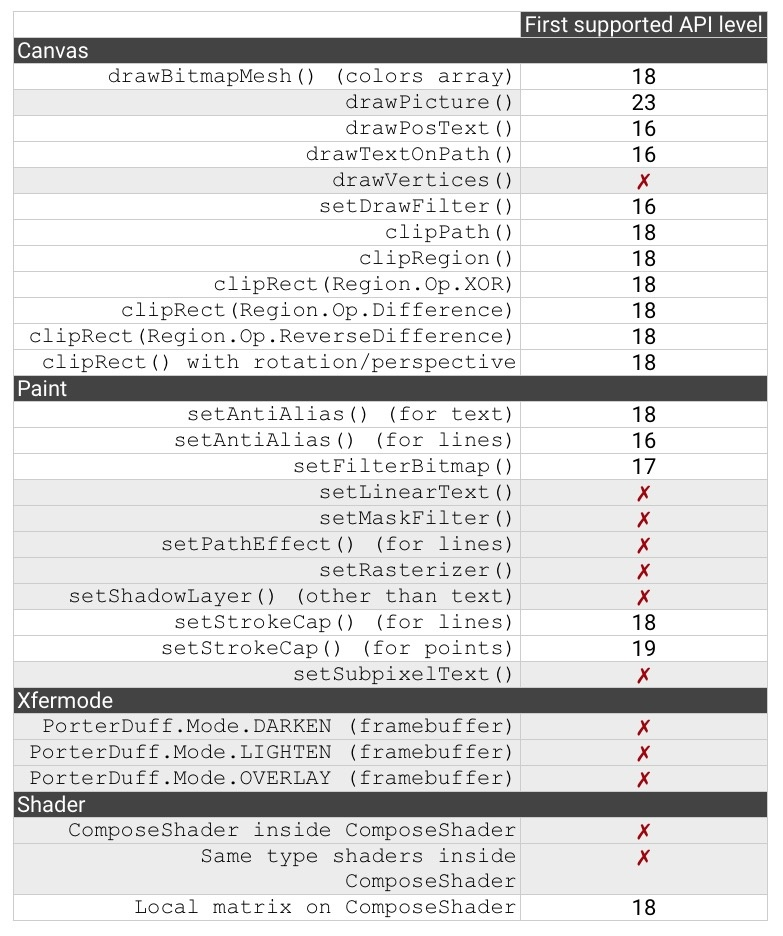 First supported API level
Canvas
drawBitmapMesh() (colors array) 18
drawPicture() 23
drawPosText() 16
drawTextOnPath() 16
drawVertices() ✗
setDrawFilter() 16
clipPath() 18
clipRegion() 18
clipRect(Region.Op.XOR) 18
clipRect(Region.Op.Difference) 18
clipRect(Region.Op.ReverseDifference) 18
clipRect() with rotation/perspective 18
Paint
setAntiAlias() (for text) 18
setAntiAlias() (for lines) 16
setFilterBitmap() 17
setLinearText() ✗
setMaskFilter() ✗
setPathEffect() (for lines) ✗
setRasterizer() ✗
setShadowLayer() (other than text) ✗
setStrokeCap() (for lines) 18
setStrokeCap() (for points) 19
setSubpixelText() ✗
Xfermode
PorterDuff.Mode.DARKEN (framebuffer) ✗
PorterDuff.Mode.LIGHTEN (framebuffer) ✗
PorterDuff.Mode.OVERLAY (framebuffer) ✗
Shader
ComposeShader inside ComposeShader ✗
Same type shaders inside ✗
ComposeShader
Local matrix on ComposeShader 18